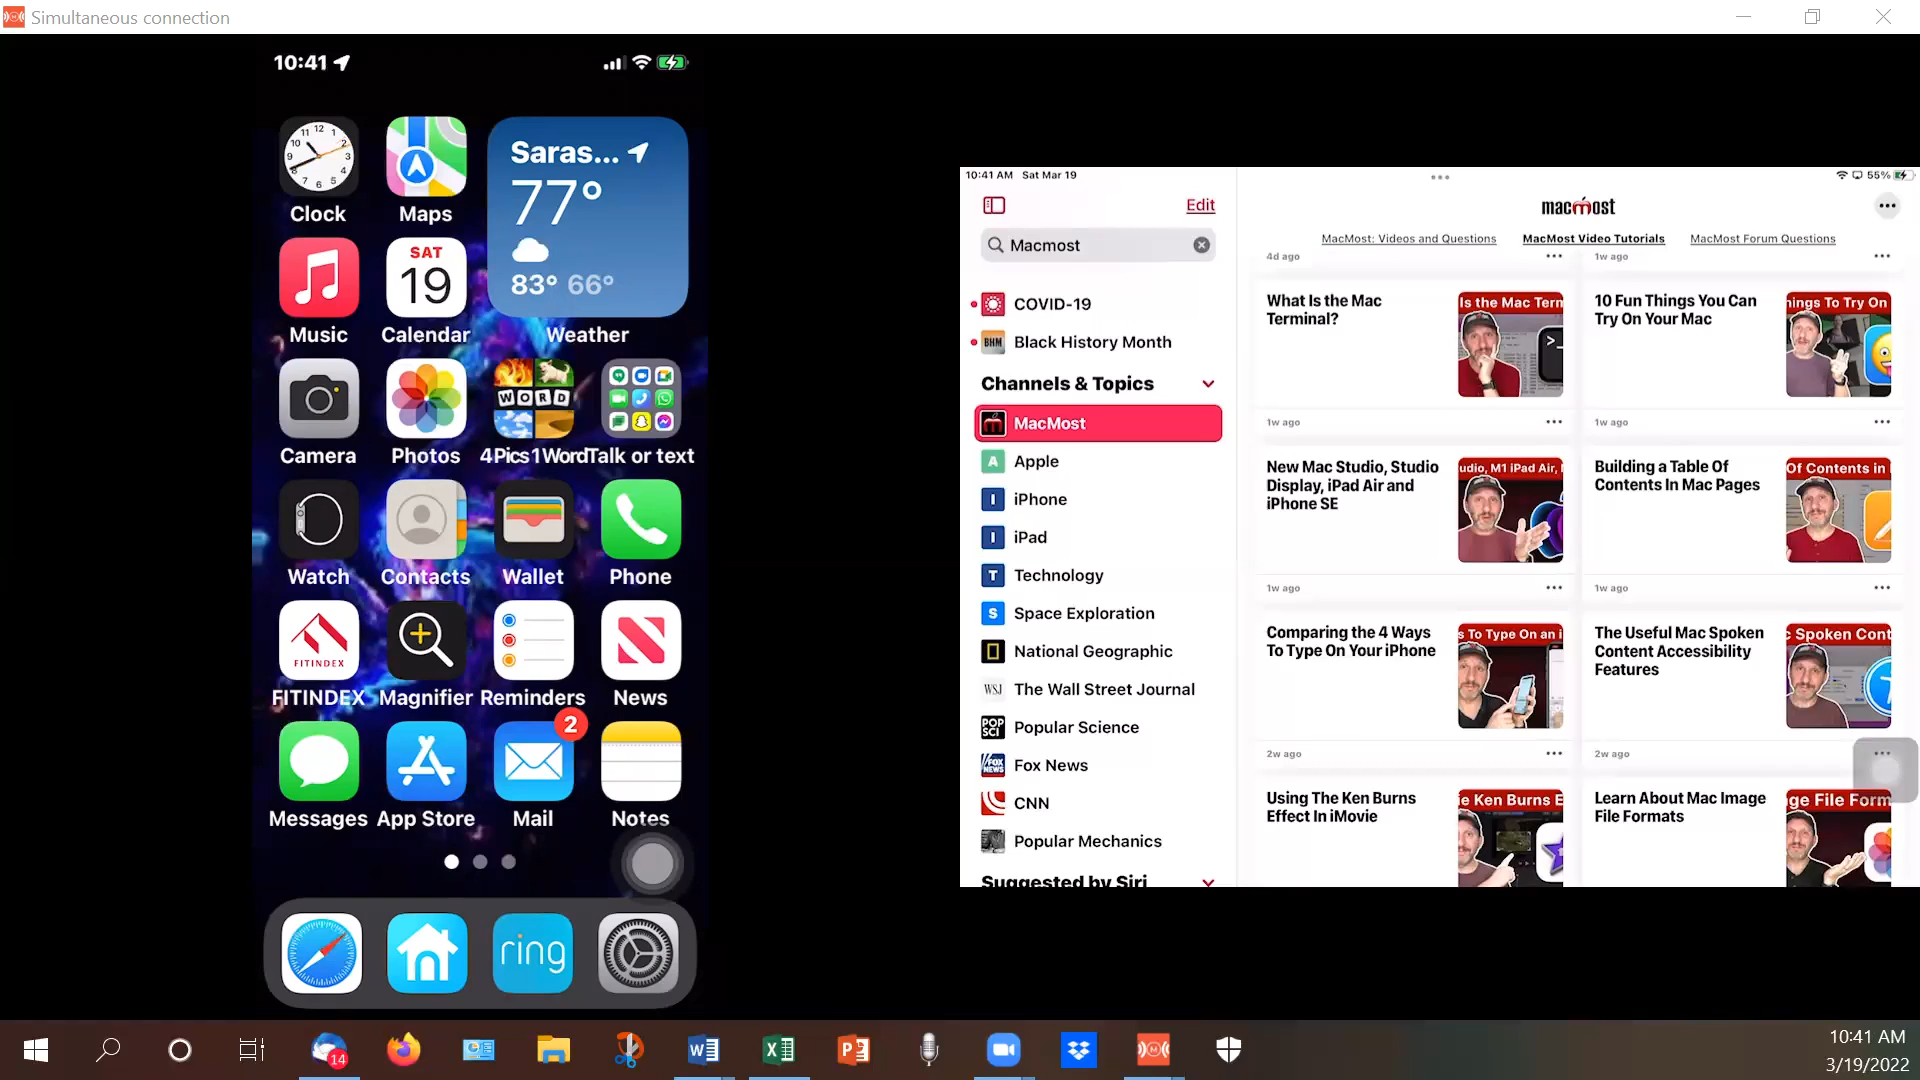 Simultaneous connection
10:41
Clock
Maps
Saras...
77°
83° 66°
Weather
Music
SAT
19
Calendar
Camera
Photos
WORD
4Pics1Word
Talk or text
Watch
Contacts
Wallet
Phone
FITINDEX
FITINDEX
Magnifier
Reminders
News
Messages
App Store
2
Mail
Notes
ring
10:41 AM Sat Mar 19
55%
Edit
Macmost
COVID-19
BHM
Black History Month
Channels & Topics
MacMost
A
Apple
I
iPhone
I
iPad
T
Technology
S
Space Exploration
National Geographic
WSJ
The Wall Street Journal
POP
SCI
Popular Science
FOX
NEWS
Fox News
CNN
Popular Mechanics
Suggested by Siri
macmost
MacMost: Videos and Questions
MacMost Video Tutorials
MacMost Forum Questions
4d ago
1w ago
What Is the Mac
Terminal?
Is the Mac Term
10 Fun Things You Can
Try On Your Mac
ings To Try On
1w ago
1w ago
New Mac Studio, Studio
Display, iPad Air and
iPhone SE
udio, M1 iPad Air,
Building a Table Of
Contents In Mac Pages
Of Contents in
1w ago
1w ago
Comparing the 4 Ways
To Type On Your iPhone
s To Type On an i
The Useful Mac Spoken
Content Accessibility
Features
c Spoken Cont
2w ago
2w ago
Using The Ken Burns
Effect In iMovie
e Ken Burns E
Learn About Mac Image
File Formats
ge File Form
14
10:41 AM
3/19/2022